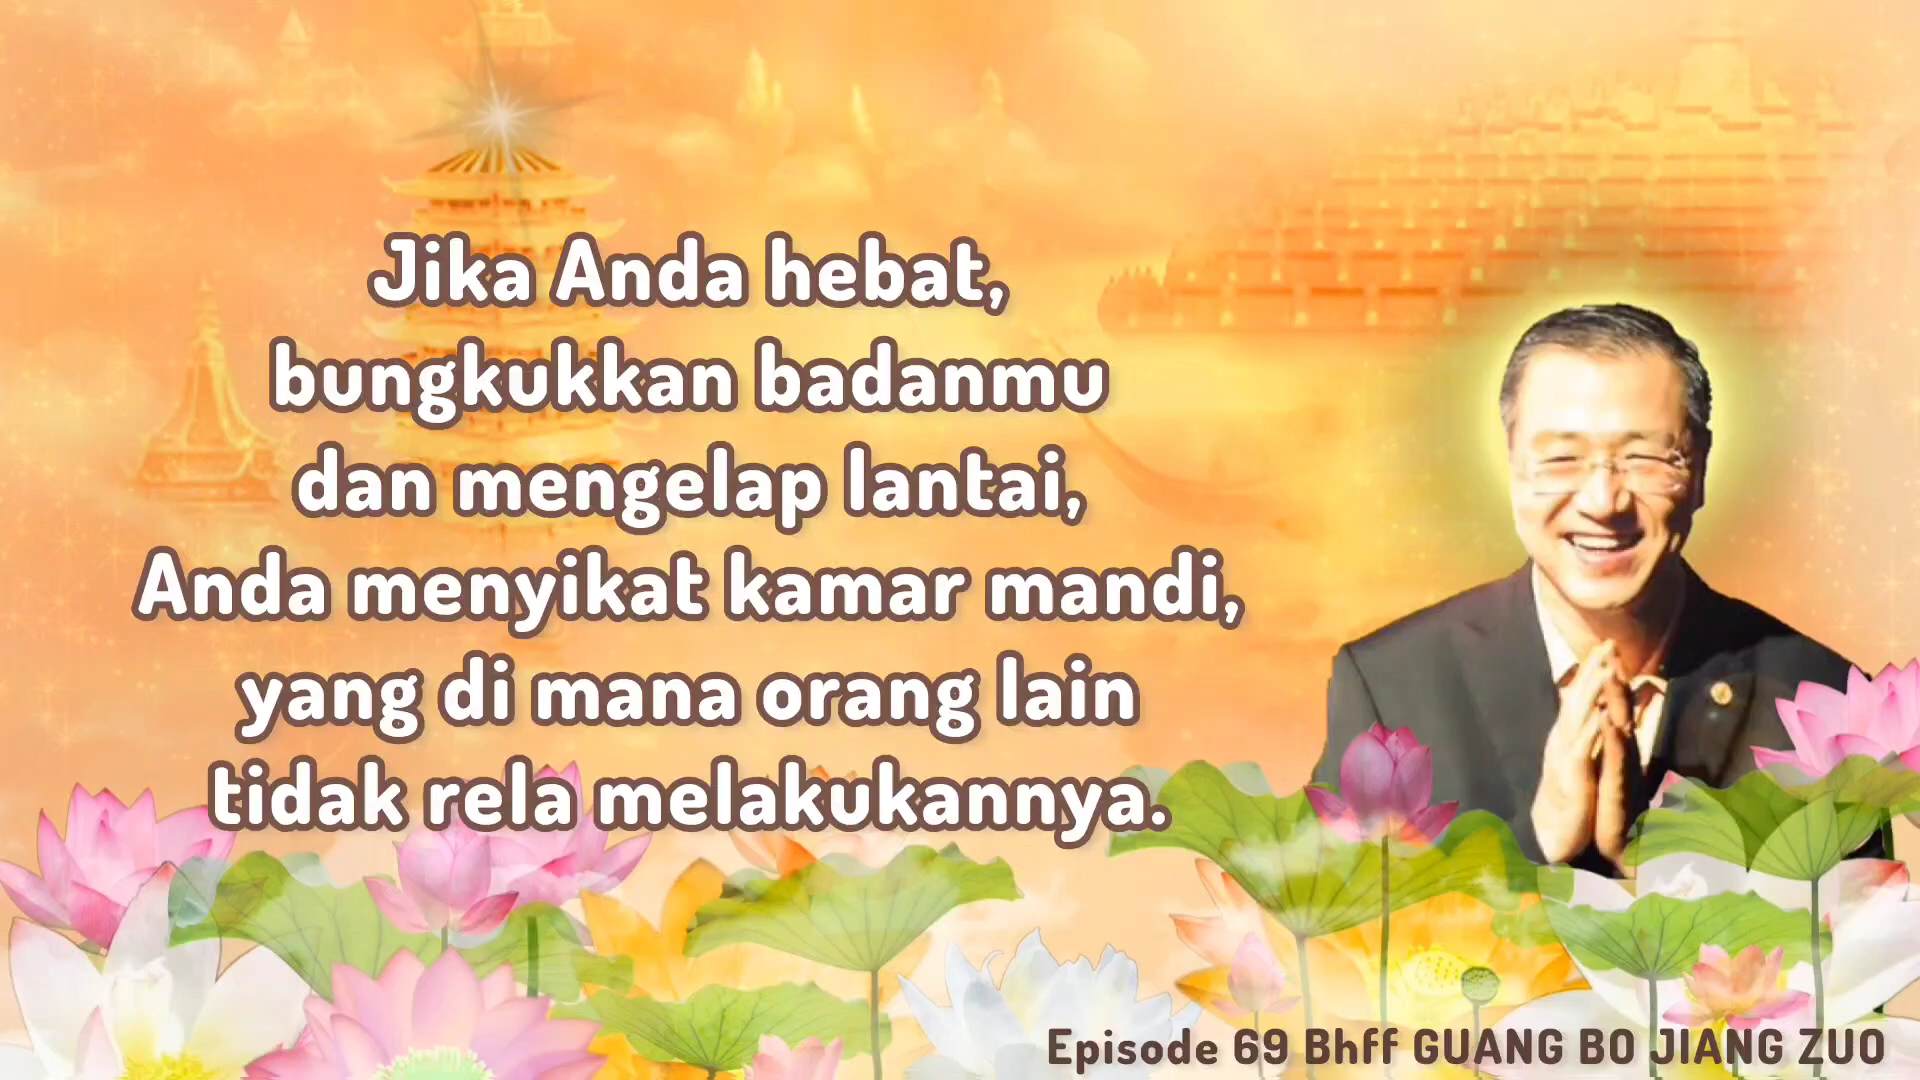 Jika Anda hebat,
bungkukkan badanmu
dan mengelap lantai,
Anda menyikat kamar mandi,
yang di mana orang lain
tidak rela melakukannya.
Episode 69 Bhff GUANG BO JIANG ZUO